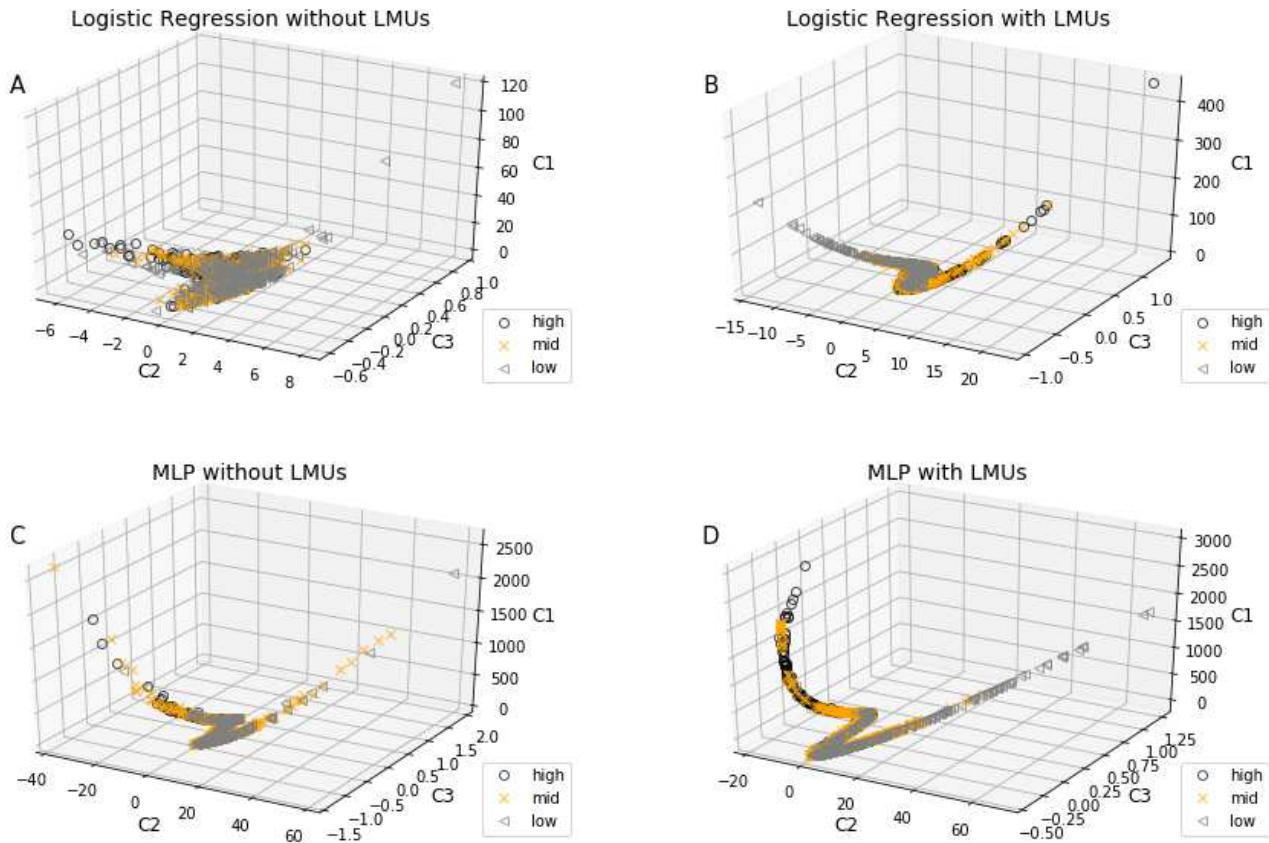 Logistic Regression without LMUs
A
120
100
80
60
40
20
0
C1
−6
−4
−2
0
2
4
6
8
C2
−0.6
−0.4
−0.2
0.0
0.2
0.4
0.6
0.8
1.0
C3
high
mid
low
Logistic Regression with LMUs
B
400
300
200
100
0
C1
−15
−10
−5
0
5
10
15
20
C2
−1.0
−0.5
0.0
0.5
1.0
C3
high
mid
low
MLP without LMUs
C
2500
2000
1500
1000
500
0
C1
−40
−20
0
20
40
60
C2
−1.5
−1.0
−0.5
0.0
0.5
1.0
1.5
2.0
C3
high
mid
low
MLP with LMUs
D
3000
2500
2000
1500
1000
500
0
C1
−20
0
20
40
60
C2
−0.50
−0.25
0.00
0.25
0.50
0.75
1.00
1.25
C3
high
mid
low